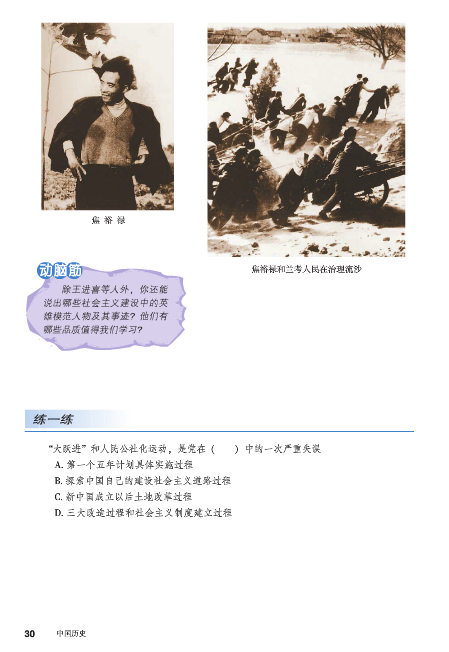 焦裕禄
焦裕禄和兰考人民在治理流沙
动脑筋
除王进喜等人外，你还能
说出哪些社会主义建设中的英
雄模范人物及其事迹？他们有
哪些品质值得我们学习？
练一练
“大跃进”和人民公社化运动，是党在（　　）中的一次严重失误
A. 第一个五年计划具体实施过程
B. 探索中国自己的建设社会主义道路过程
C. 新中国成立以后土地改革过程
D. 三大改造过程和社会主义制度建立过程
30 中国历史